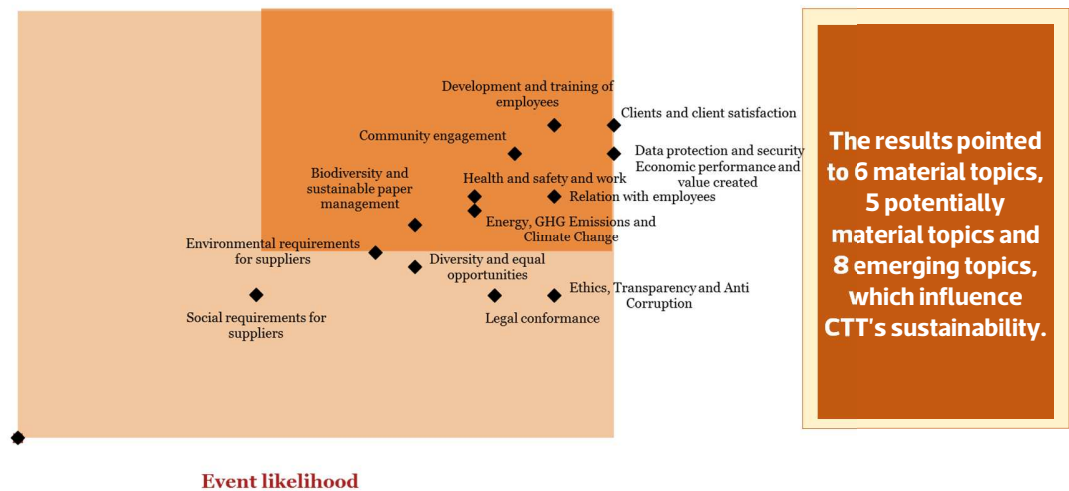 Development and training of
employees
Clients and client satisfaction
Community engagement
Data protection and security
Economic performance and
value created
Biodiversity and
sustainable paper
management
Health and safety and work
Relation with employees
Energy, GHG Emissions and
Climate Change
Environmental requirements
for suppliers
Diversity and equal
opportunities
Ethics, Transparency and Anti
Corruption
Social requirements for
suppliers
Legal conformance
Event likelihood
The results pointed
to 6 material topics,
5 potentially
material topics and
8 emerging topics,
which influence
CTT's sustainability.